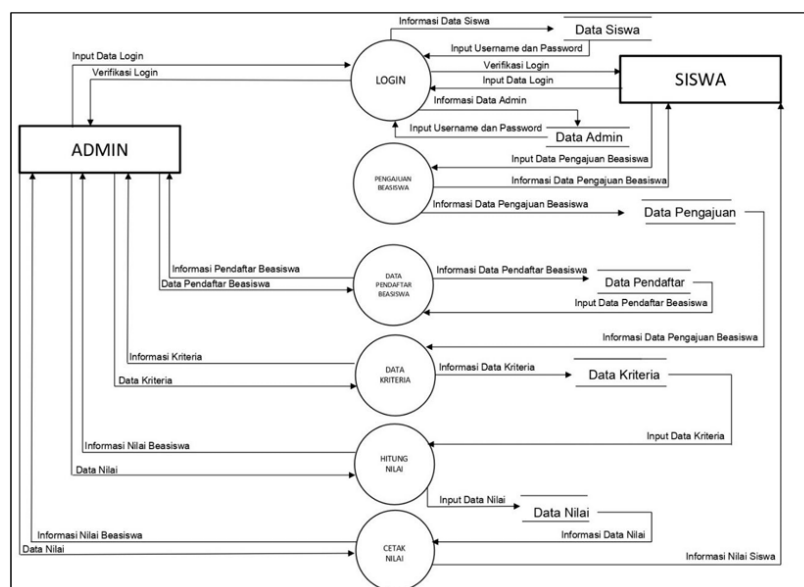 Informasi Data Siswa
Data Siswa
Input Username dan Password
Input Data Login
Verifikasi Login
LOGIN
Verifikasi Login
Input Data Login
SISWA
Informasi Data Admin
Input Username dan Password
Data Admin
ADMIN
Input Data Pengajuan Beasiswa
PENGAJUAN
BEASISWA
Informasi Data Pengajuan Beasiswa
Informasi Data Pengajuan Beasiswa
Data Pengajuan
Informasi Pendaftar Beasiswa
Data Pendaftar Beasiswa
DATA
PENDAFTAR
BEASISWA
Informasi Data Pendaftar Beasiswa
Data Pendaftar
Input Data Pendaftar Beasiswa
Informasi Data Pengajuan Beasiswa
Informasi Kriteria
Data Kriteria
DATA
KRITERIA
Informasi Data Kriteria
Data Kriteria
Input Data Kriteria
Informasi Nilai Beasiswa
Data Nilai
HITUNG
NILAI
Input Data Nilai
Data Nilai
Informasi Data Nilai
Informasi Nilai Beasiswa
Data Nilai
CETAK
NILAI
Informasi Nilai Siswa